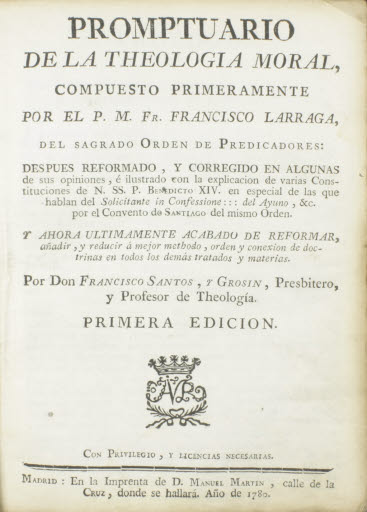 PROMPTUARIO
DE LA THEOLOGIA MORAL,
COMPUESTO PRIMERAMENTE
POR EL P. M. Fr. FRANCISCO LARRAGA,
DEL SAGRADO ORDEN DE PREDICADORES:
DESPUES REFORMADO, Y CORREGIDO EN ALGUNAS
de sus opiniones, é ilustrado con la explicacion de varias Cons-
tituciones de N. SS. P. BENEDICTO XIV. en especial de las que
hablan del Solicitante in Confessione::: del Ayuno, &c.
por el Convento de SANTIAGO del mismo Orden.
Y AHORA ULTIMAMENTE ACABADO DE REFORMAR,
añadir, y reducir á mejor methodo, orden y conexion de doc-
trinas en todos los demás tratados y materias.
Por Don FRANCISCO SANTOS, Y GROSIN, Presbitero,
y Profesor de Theología.
PRIMERA EDICION.
CON PRIVILEGIO, Y LICENCIAS NECESARIAS.
MADRID: En la Imprenta de D. MANUEL MARTIN, calle de la
CRUZ, donde se hallará. Año de 1780.